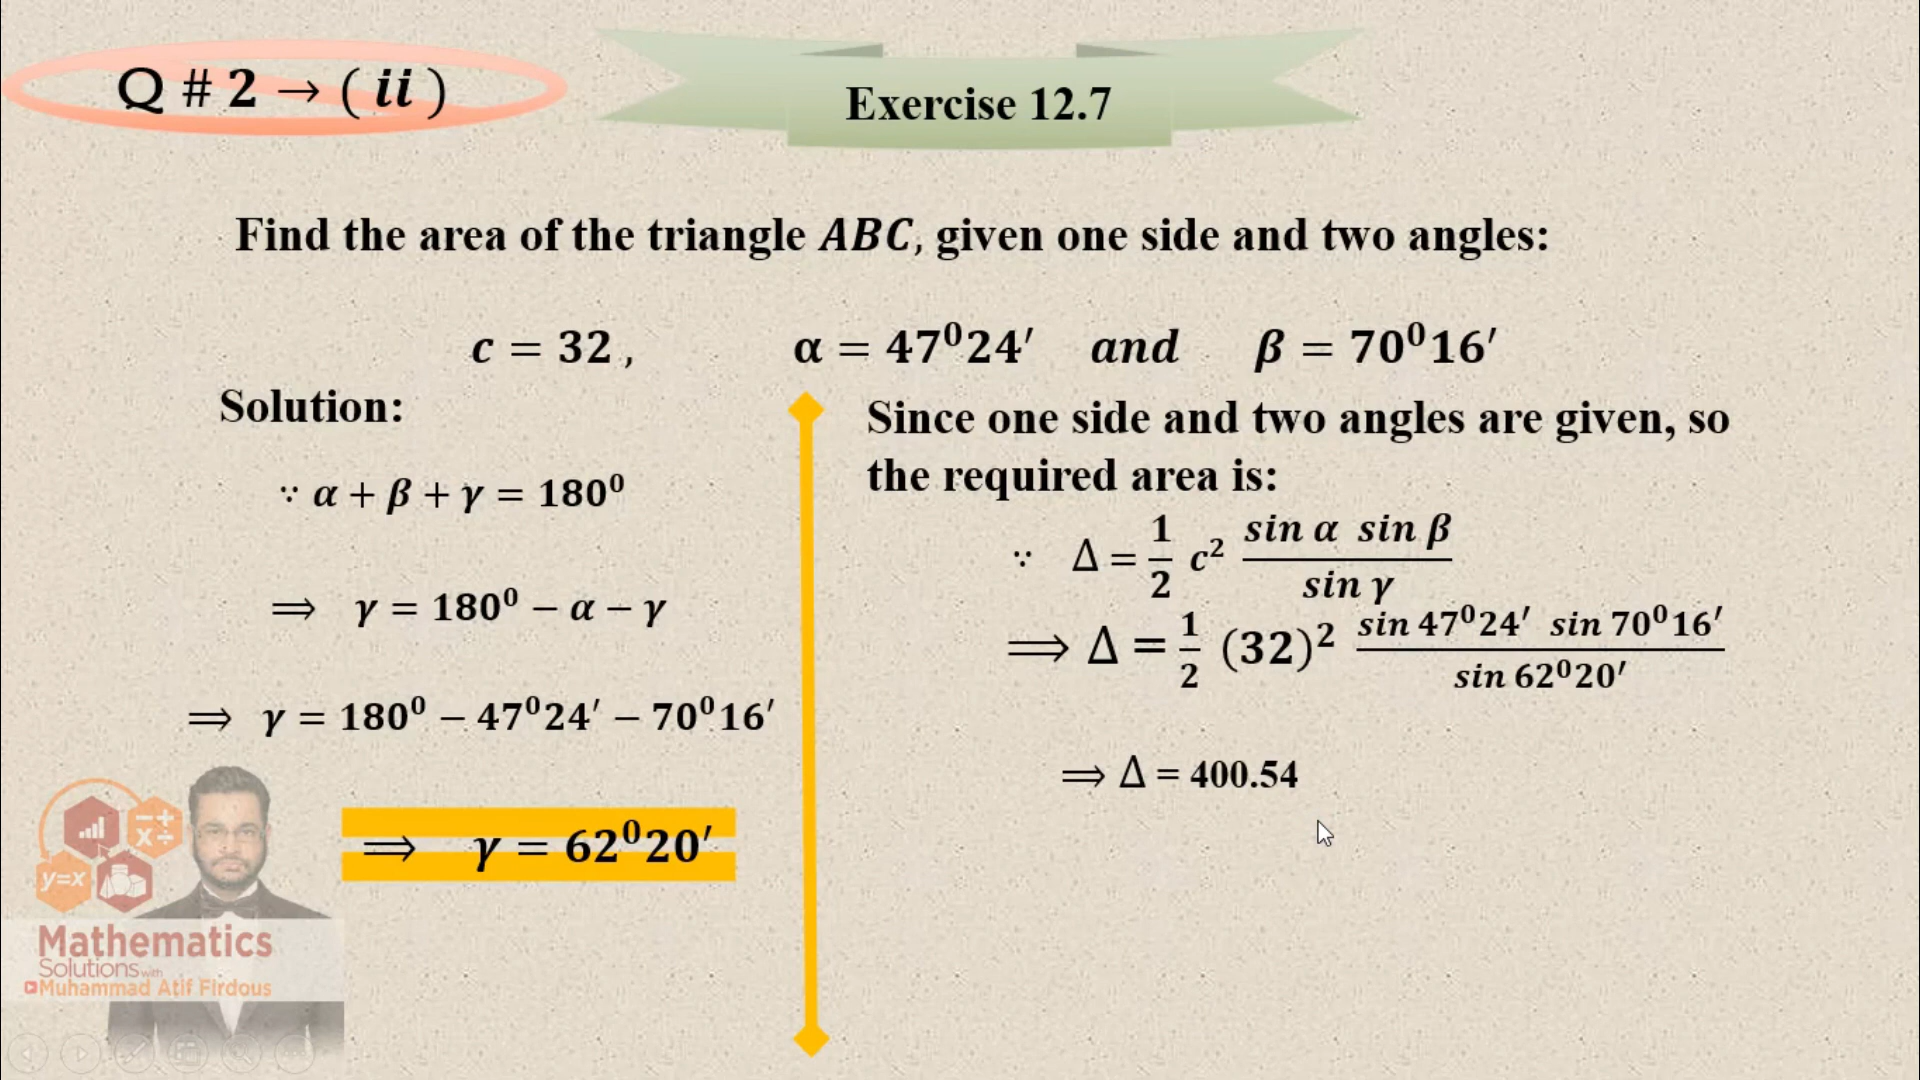 Q # 2 → ( ii )
Exercise 12.7
Find the area of the triangle ABC, given one side and two angles:
c = 32 , α = 47⁰24′ and β = 70⁰16′
Solution:
∵ α + β + γ = 180⁰
⟹ γ = 180⁰ − α − γ
⟹ γ = 180⁰ − 47⁰24′ − 70⁰16′
⟹ γ = 62⁰20′
Since one side and two angles are given, so
the required area is:
∵ Δ = 1/2 c² (sin α sin β)/(sin γ)
⟹ Δ = 1/2 (32)² (sin 47⁰24′ sin 70⁰16′)/(sin 62⁰20′)
⟹ Δ = 400.54
y=x
Mathematics
Solutions with
Muhammad Atif Firdous